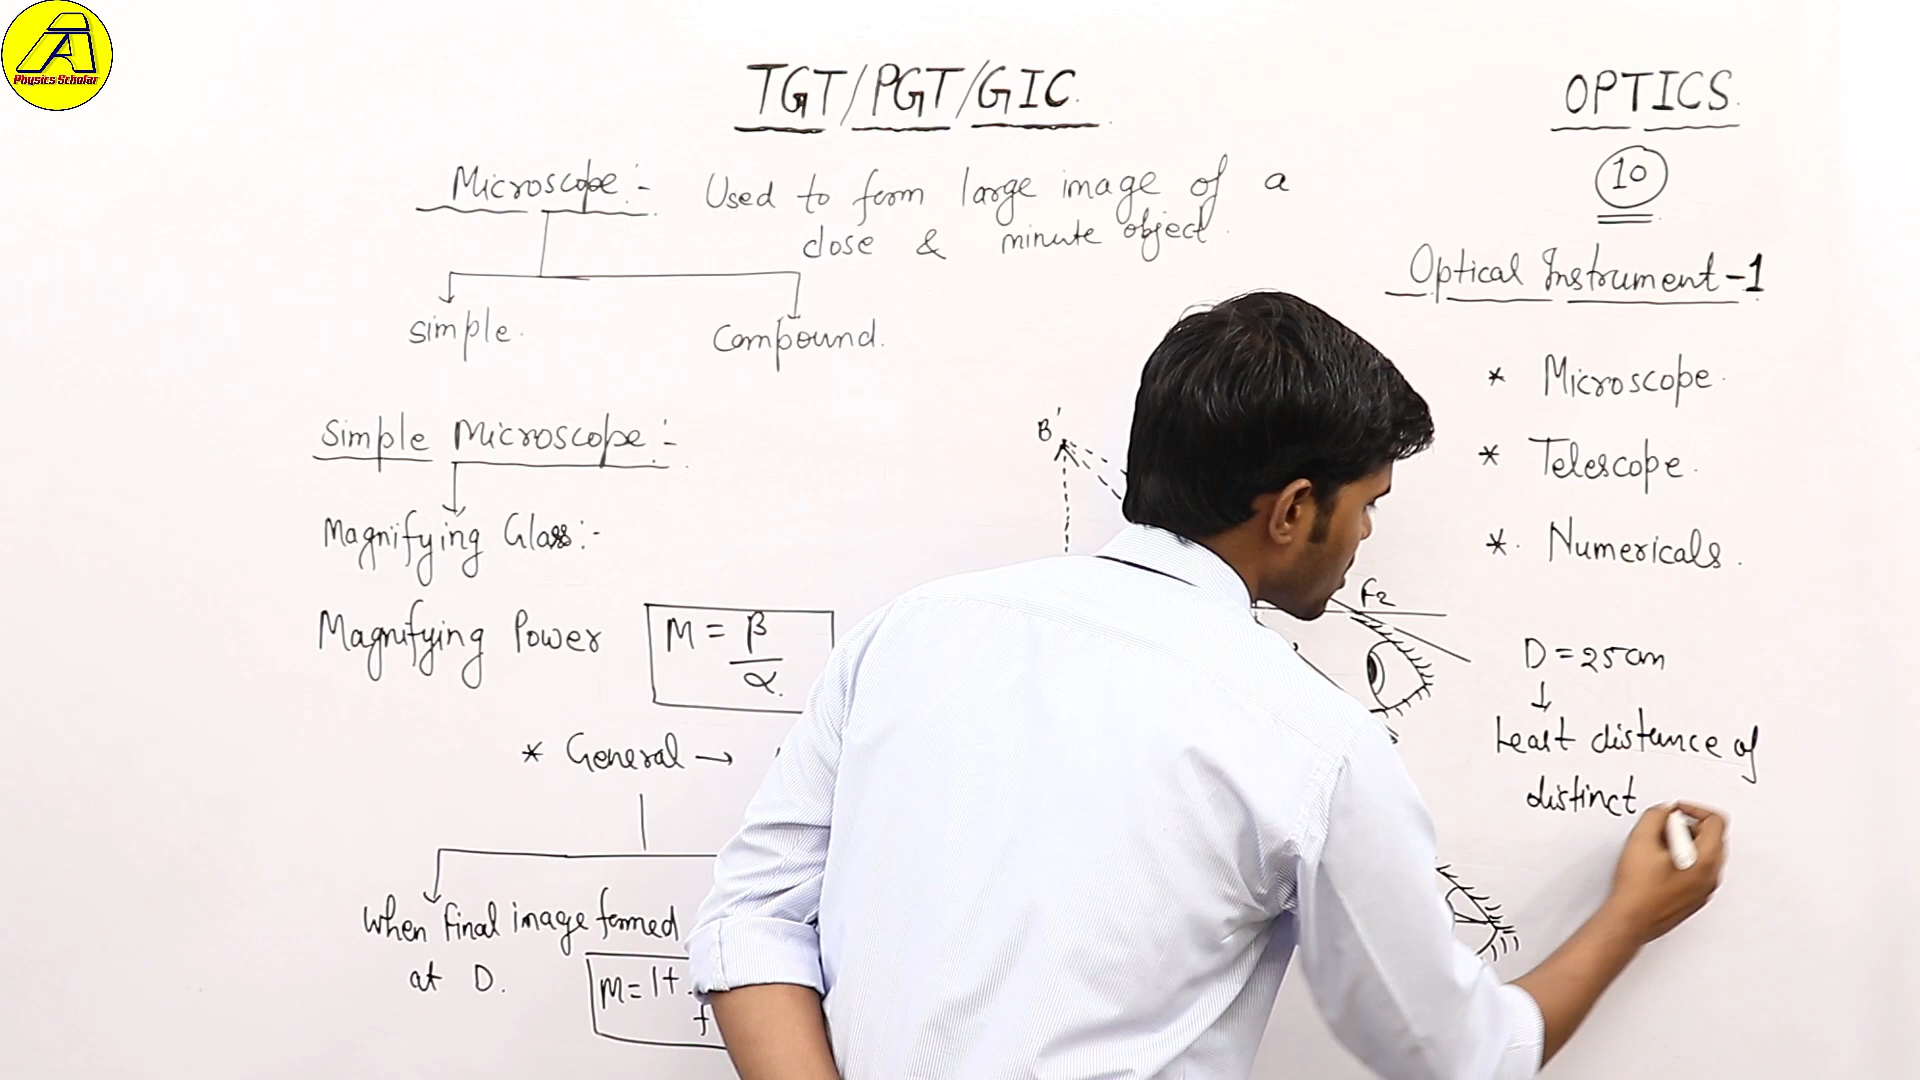 A
Physics Scholar
TGT/PGT/GIC.
OPTICS.
10
Microscope:- Used to form large image of a
close & minute object.
Optical Instrument-1
simple.
Compound.
* Microscope.
* Telescope.
*. Numericals.
Simple Microscope:-
Magnifying Glass:-
Magnifying Power
M = β
α.
B'
F2
D = 25 cm
Least distance of
distinct
* General →
When final image formed
at D.
M = 1+
f